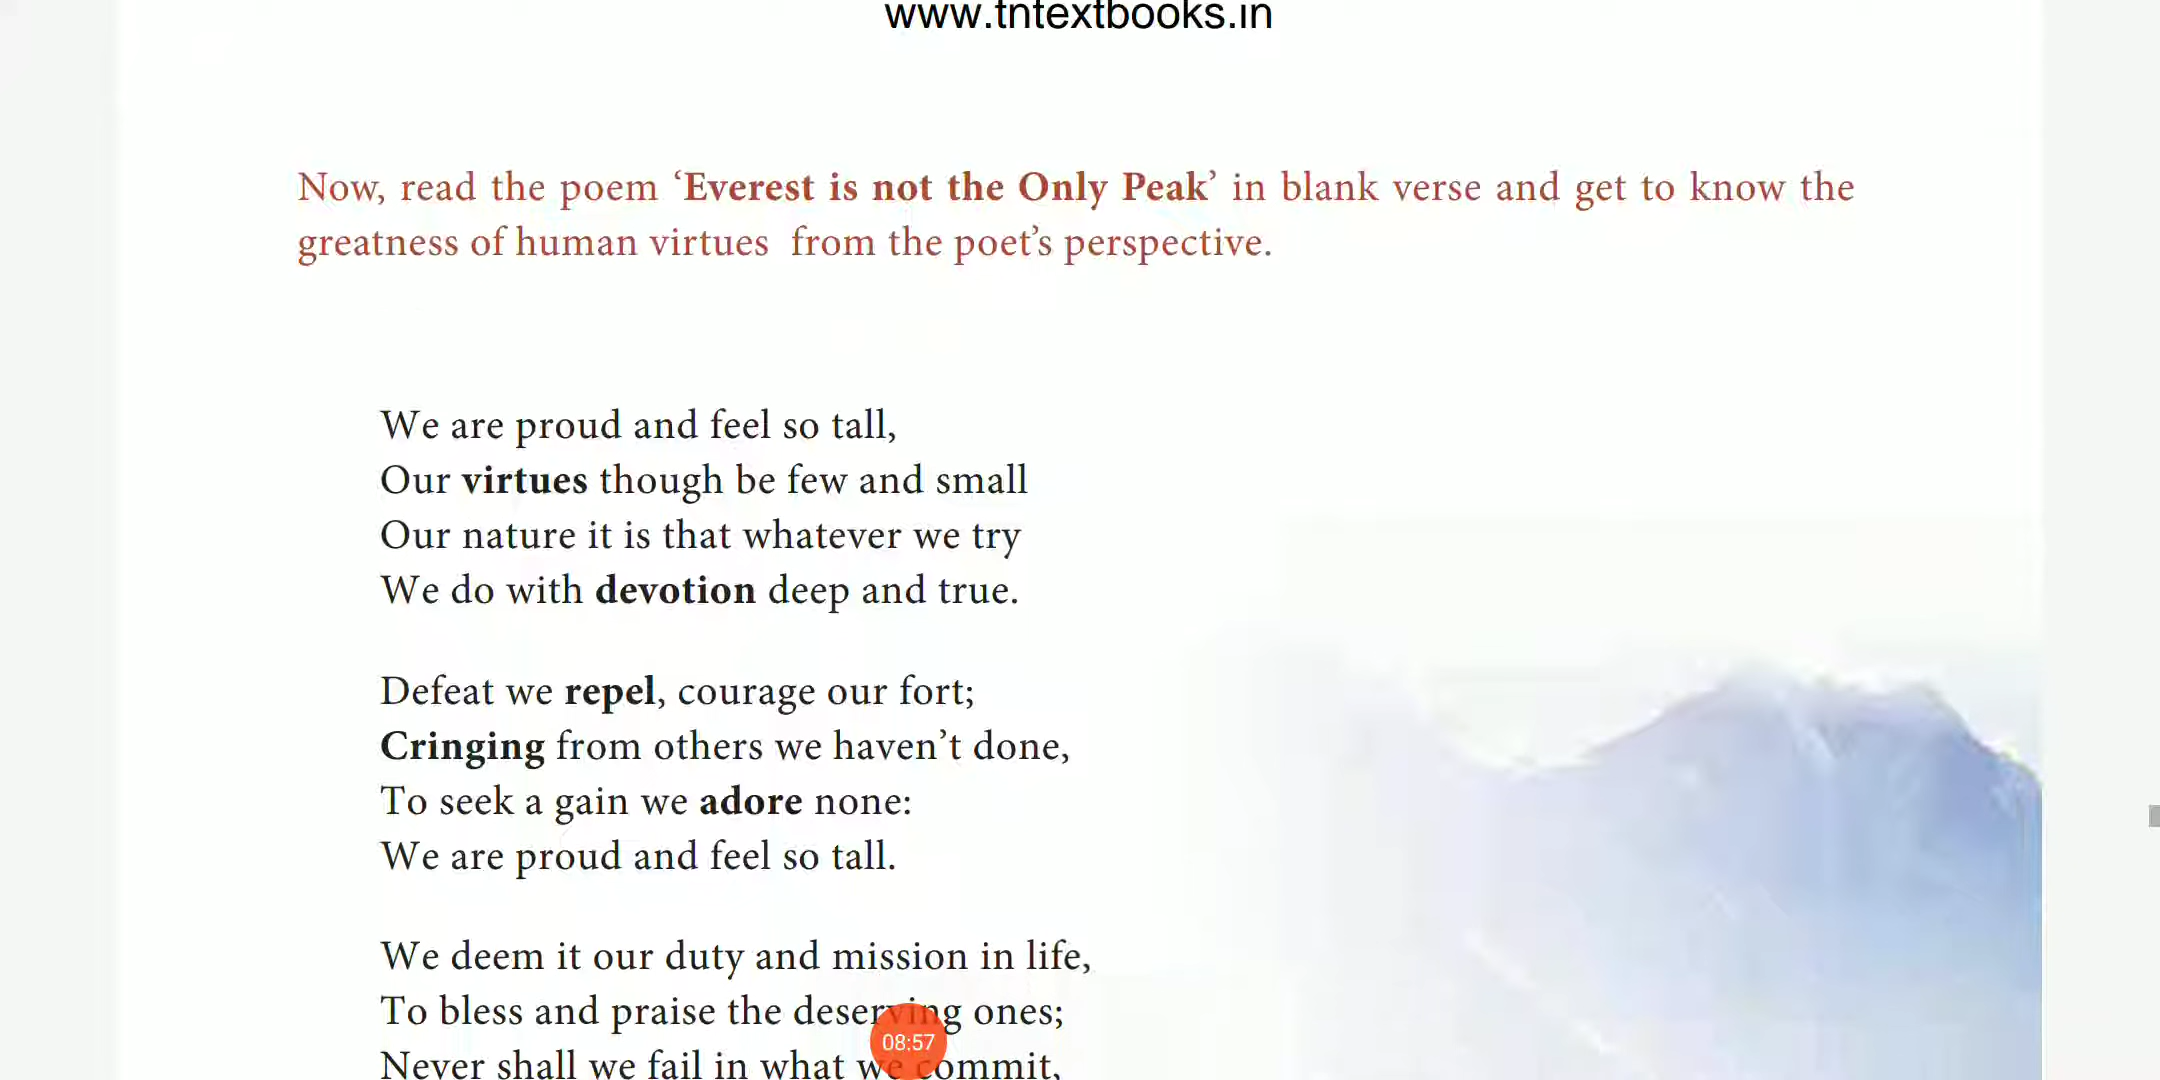 www.tntextbooks.in
Now, read the poem ‘Everest is not the Only Peak’ in blank verse and get to know the
greatness of human virtues from the poet’s perspective.
We are proud and feel so tall,
Our virtues though be few and small
Our nature it is that whatever we try
We do with devotion deep and true.
Defeat we repel, courage our fort;
Cringing from others we haven’t done,
To seek a gain we adore none:
We are proud and feel so tall.
We deem it our duty and mission in life,
To bless and praise the deserving ones;
Never shall we fail in what we commit,
08:57